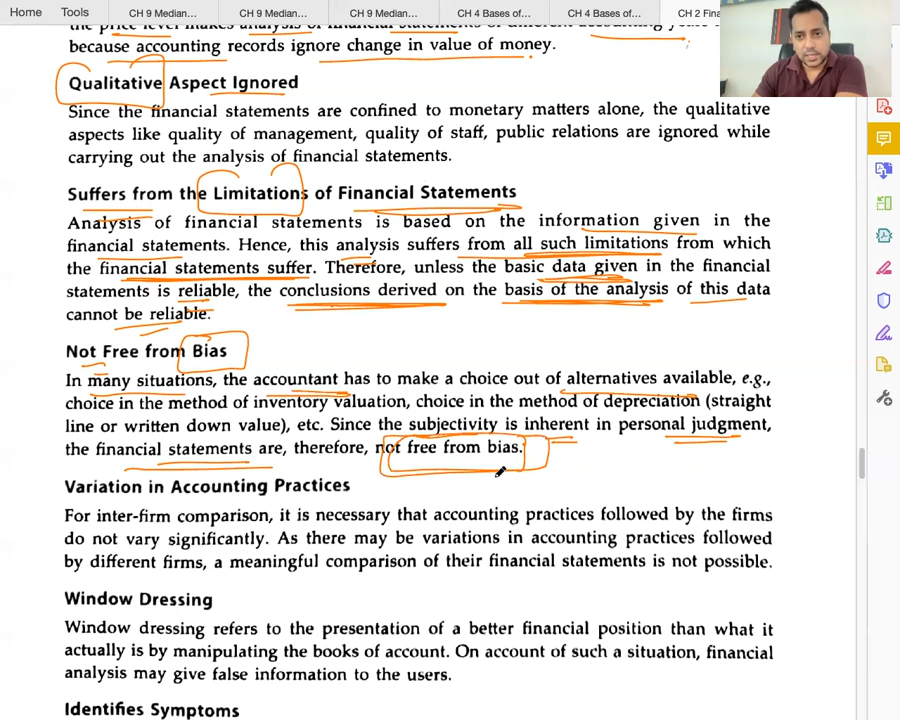 Home Tools CH 9 Median... CH 9 Median... CH 9 Median... CH 4 Bases of... CH 4 Bases of... CH 2 Fina
because accounting records ignore change in value of money.
Qualitative Aspect Ignored
Since the financial statements are confined to monetary matters alone, the qualitative
aspects like quality of management, quality of staff, public relations are ignored while
carrying out the analysis of financial statements.
Suffers from the Limitations of Financial Statements
Analysis of financial statements is based on the information given in the
financial statements. Hence, this analysis suffers from all such limitations from which
the financial statements suffer. Therefore, unless the basic data given in the financial
statements is reliable, the conclusions derived on the basis of the analysis of this data
cannot be reliable.
Not Free from Bias
In many situations, the accountant has to make a choice out of alternatives available, e.g.,
choice in the method of inventory valuation, choice in the method of depreciation (straight
line or written down value), etc. Since the subjectivity is inherent in personal judgment,
the financial statements are, therefore, not free from bias.
Variation in Accounting Practices
For inter-firm comparison, it is necessary that accounting practices followed by the firms
do not vary significantly. As there may be variations in accounting practices followed
by different firms, a meaningful comparison of their financial statements is not possible.
Window Dressing
Window dressing refers to the presentation of a better financial position than what it
actually is by manipulating the books of account. On account of such a situation, financial
analysis may give false information to the users.
Identifies Symptoms